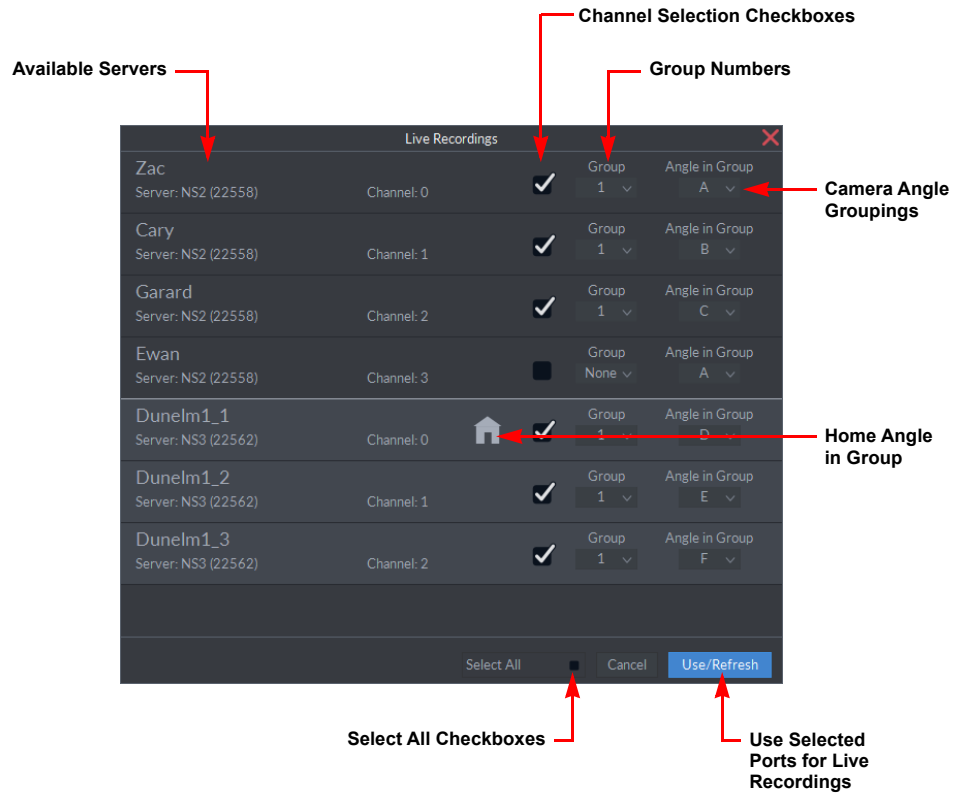 Channel Selection Checkboxes
Available Servers
Group Numbers
Live Recordings
Zac
Server: NS2 (22558)
Channel: 0
Group
1
Angle in Group
A
Camera Angle
Groupings
Cary
Server: NS2 (22558)
Channel: 1
Group
1
Angle in Group
B
Garard
Server: NS2 (22558)
Channel: 2
Group
1
Angle in Group
C
Ewan
Server: NS2 (22558)
Channel: 3
Group
None
Angle in Group
A
Dunelm1_1
Server: NS3 (22562)
Channel: 0
Group
1
Angle in Group
D
Home Angle
in Group
Dunelm1_2
Server: NS3 (22562)
Channel: 1
Group
1
Angle in Group
E
Dunelm1_3
Server: NS3 (22562)
Channel: 2
Group
1
Angle in Group
F
Select All
Cancel
Use/Refresh
Select All Checkboxes
Use Selected
Ports for Live
Recordings